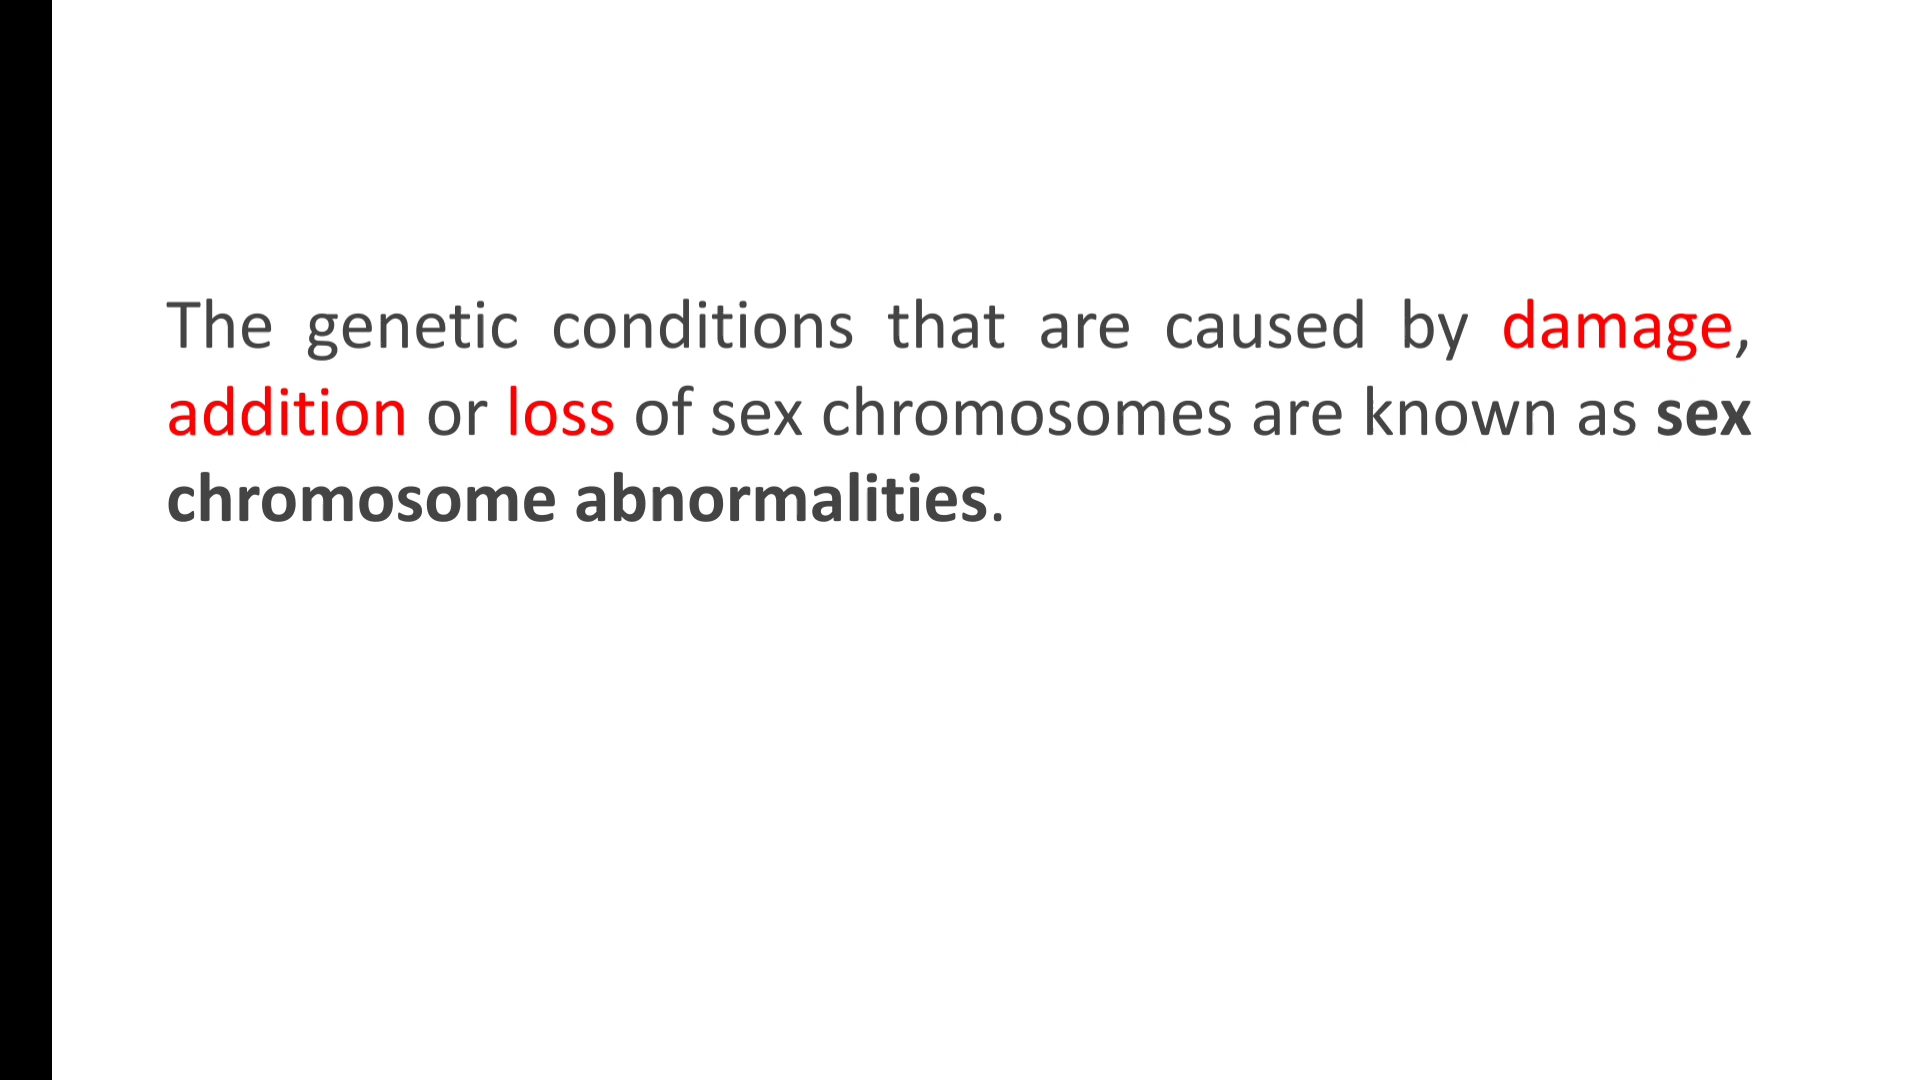 The genetic conditions that are caused by damage,
addition or loss of sex chromosomes are known as sex
chromosome abnormalities.